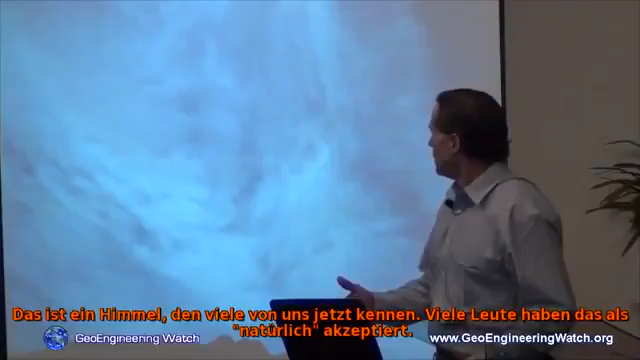 Das ist ein Himmel, den viele von uns jetzt kennen. Viele Leute haben das als
"natürlich" akzeptiert.
GeoEngineering Watch
www.GeoEngineeringWatch.org